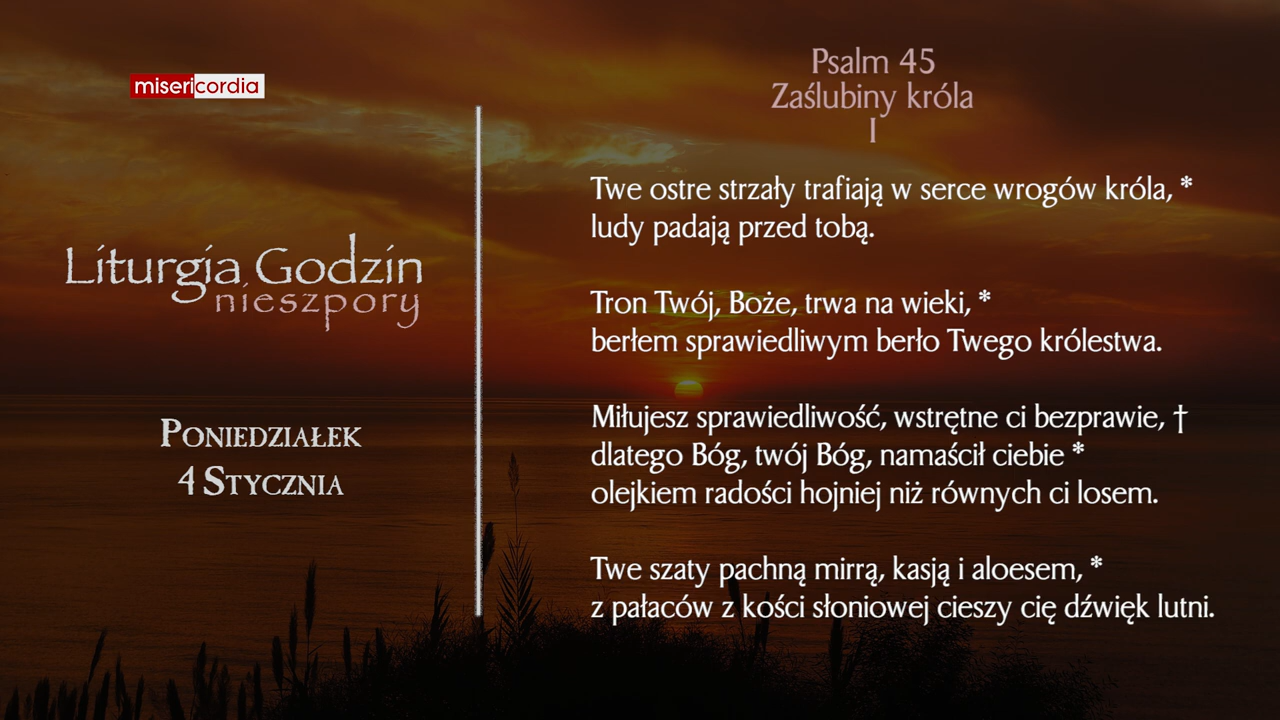 misericordia
Liturgia Godzin
nieszpory
Poniedziałek
4 Stycznia
Psalm 45
Zaślubiny króla
I
Twe ostre strzały trafiają w serce wrogów króla, *
ludy padają przed tobą.
Tron Twój, Boże, trwa na wieki, *
berłem sprawiedliwym berło Twego królestwa.
Miłujesz sprawiedliwość, wstrętne ci bezprawie, †
dlatego Bóg, twój Bóg, namaścił ciebie *
olejkiem radości hojniej niż równych ci losem.
Twe szaty pachną mirrą, kasją i aloesem, *
z pałaców z kości słoniowej cieszy cię dźwięk lutni.